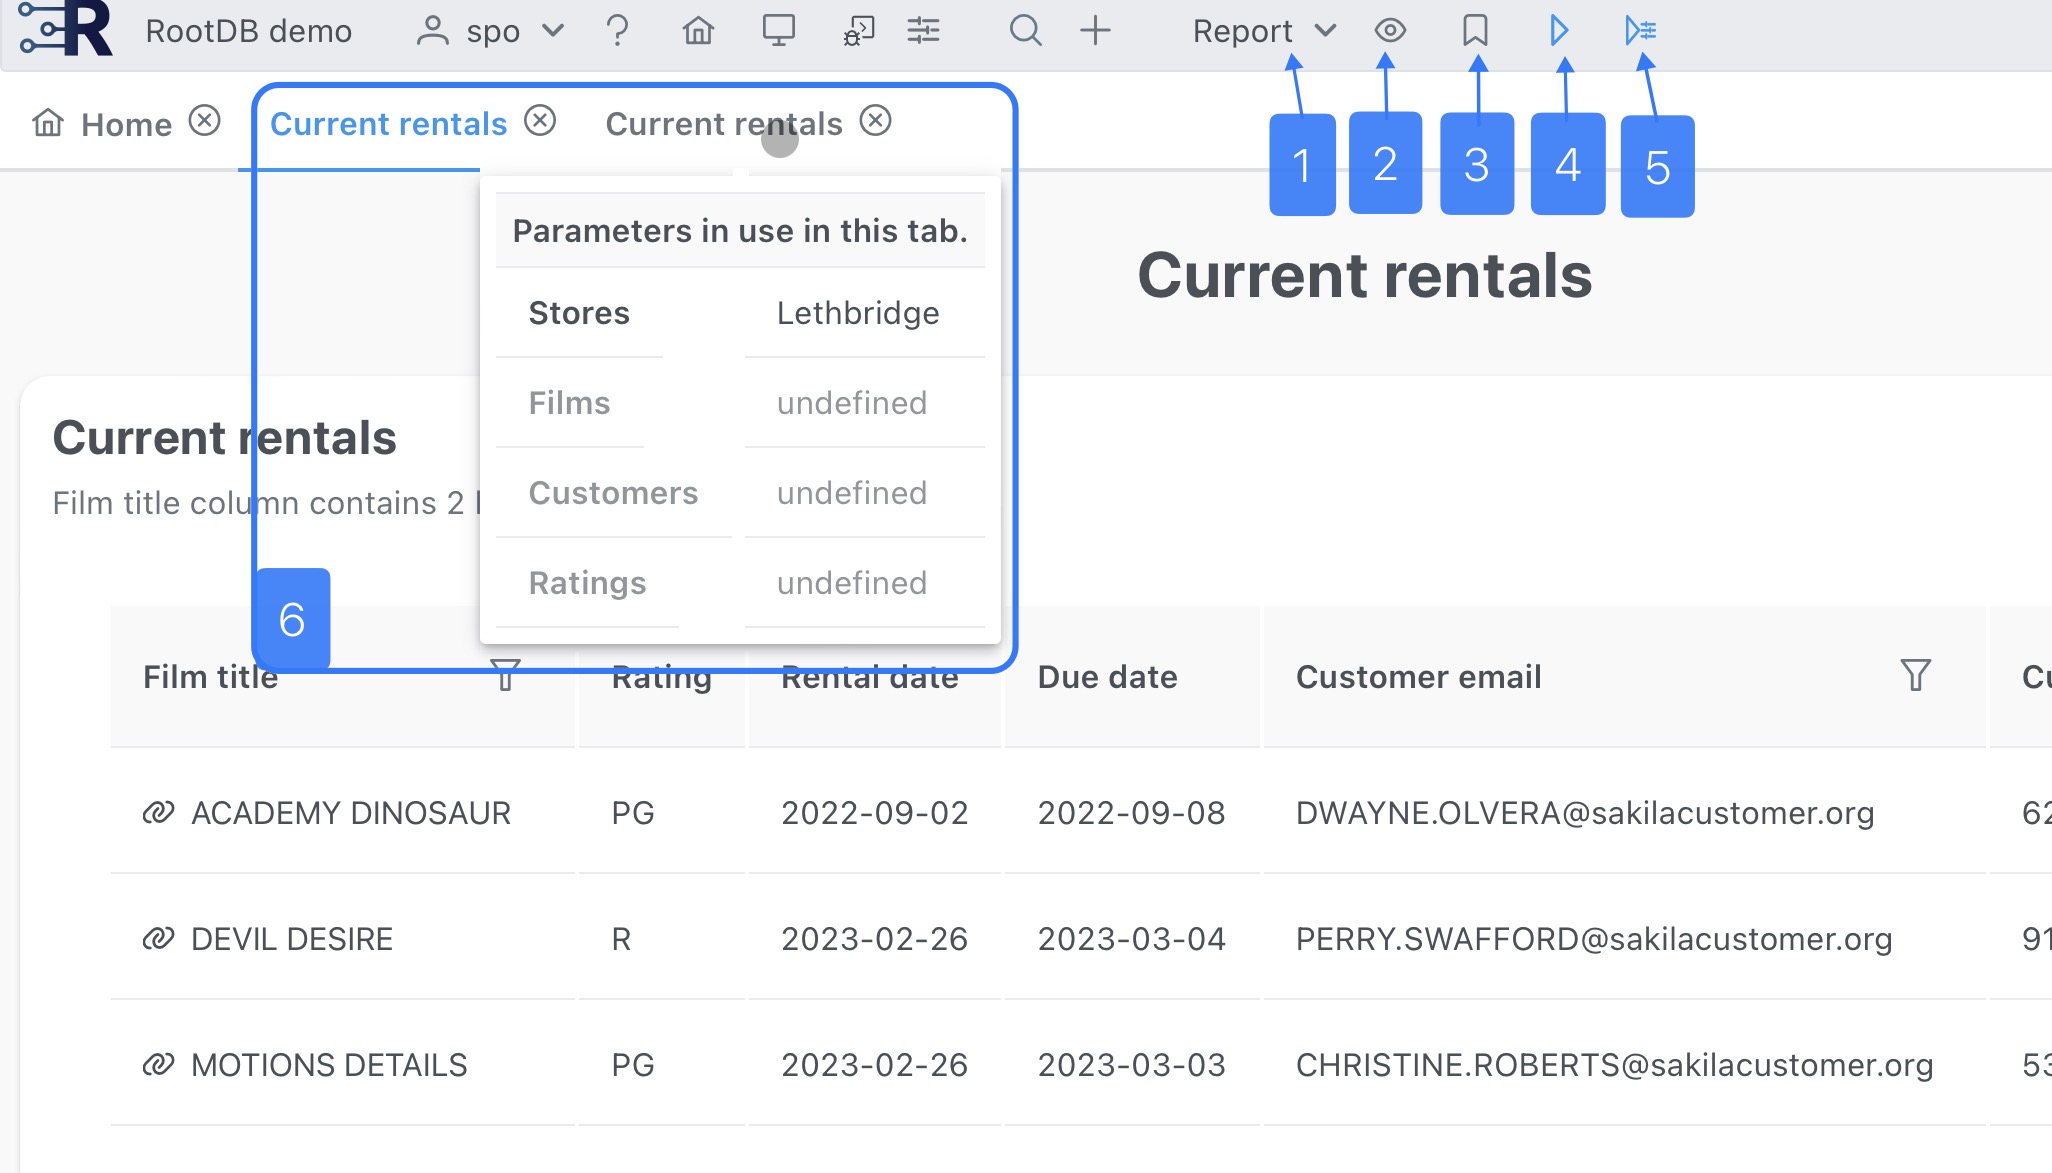 R RootDB demo spo Report
Home Current rentals Current rentals
1 2 3 4 5
Parameters in use in this tab.
Current rentals
Stores Lethbridge
Films undefined
Current rentals
Customers undefined
Film title column contains 2
Ratings undefined
6
Film title Rating Rental date Due date Customer email
ACADEMY DINOSAUR PG 2022-09-02 2022-09-08 DWAYNE.OLVERA@sakilacustomer.org 62
DEVIL DESIRE R 2023-02-26 2023-03-04 PERRY.SWAFFORD@sakilacustomer.org 91
MOTIONS DETAILS PG 2023-02-26 2023-03-03 CHRISTINE.ROBERTS@sakilacustomer.org 53